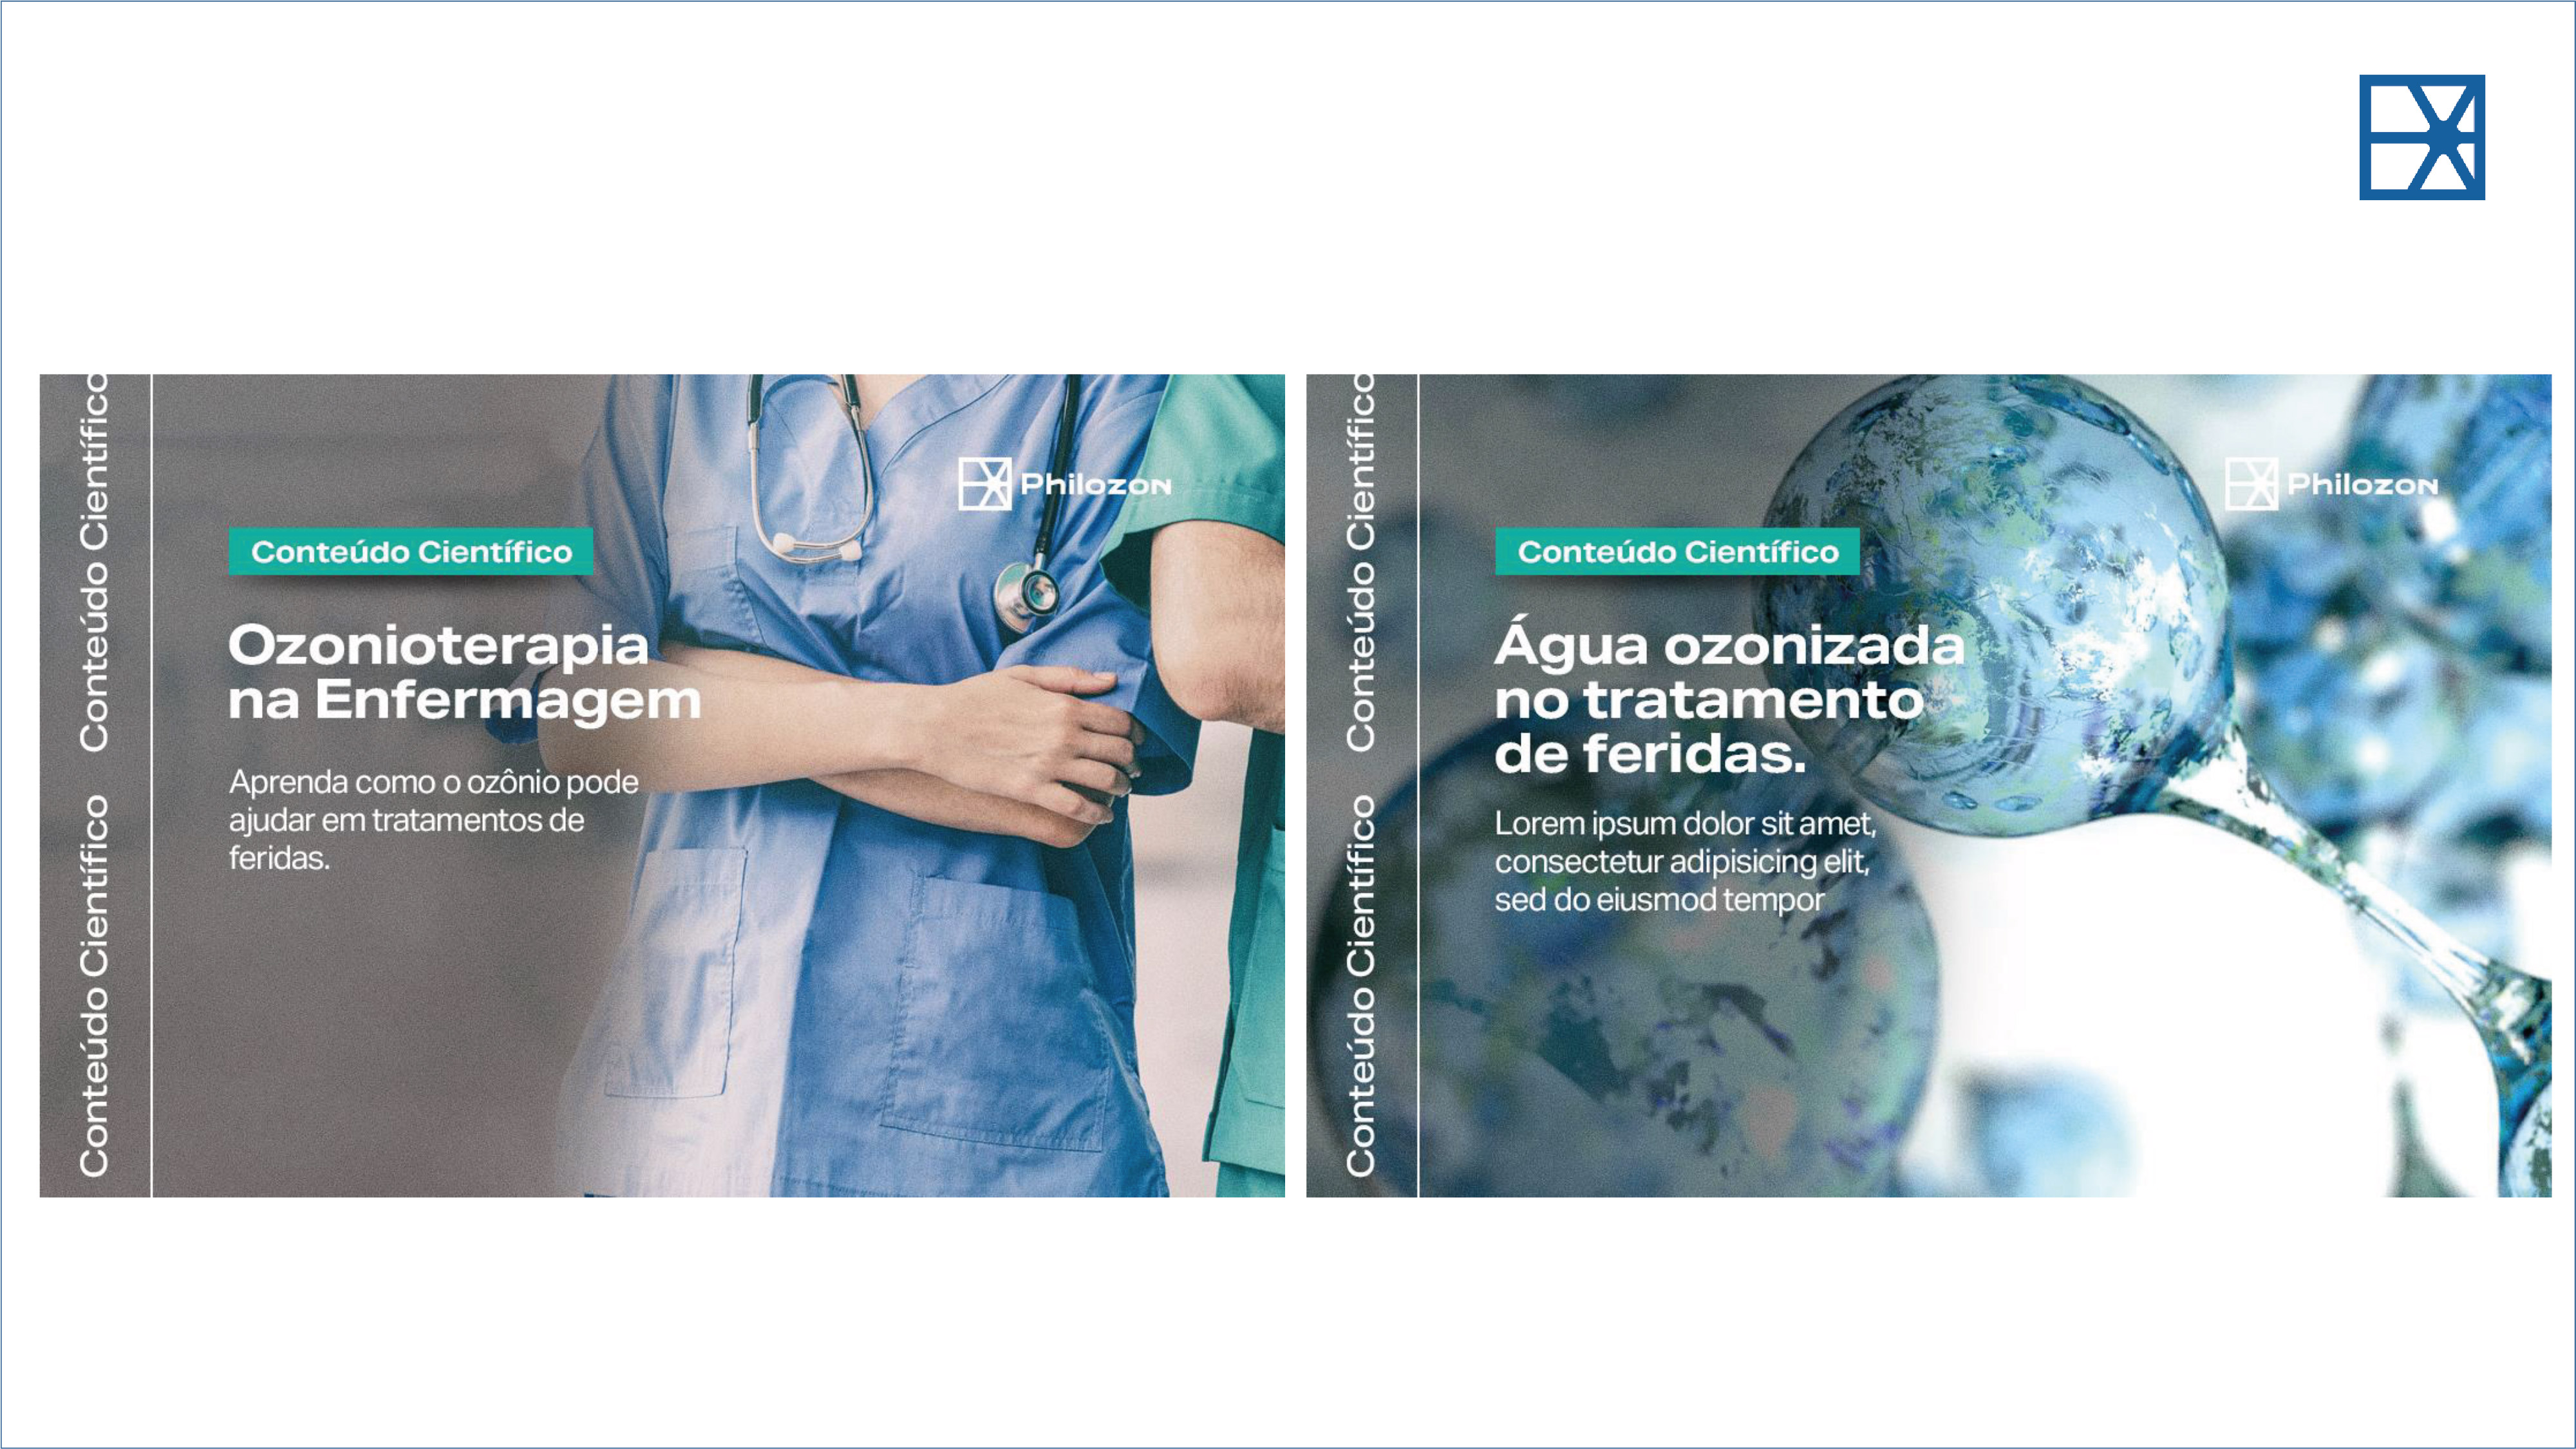 Conteúdo Científico Conteúdo Científico
Philozon
Conteúdo Científico
Ozonioterapia
na Enfermagem
Aprenda como o ozônio pode
ajudar em tratamentos de
feridas.
Conteúdo Científico Conteúdo Científico
Philozon
Conteúdo Científico
Água ozonizada
no tratamento
de feridas.
Lorem ipsum dolor sit amet,
consectetur adipisicing elit,
sed do eiusmod tempor